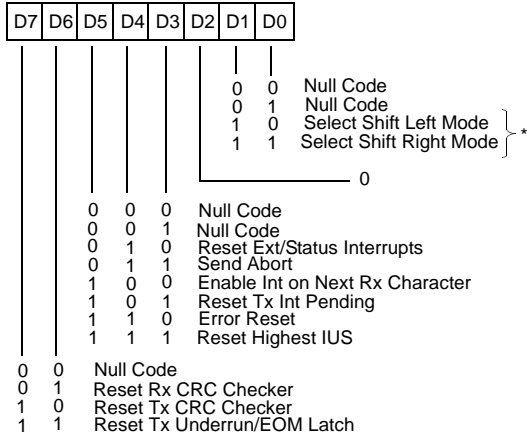 D7 D6 D5 D4 D3 D2 D1 D0
0 0 Null Code
0 1 Null Code
1 0 Select Shift Left Mode
1 1 Select Shift Right Mode
*
0
0 0 0 Null Code
0 0 1 Null Code
0 1 0 Reset Ext/Status Interrupts
0 1 1 Send Abort
1 0 0 Enable Int on Next Rx Character
1 0 1 Reset Tx Int Pending
1 1 0 Error Reset
1 1 1 Reset Highest IUS
0 0 Null Code
0 1 Reset Rx CRC Checker
1 0 Reset Tx CRC Checker
1 1 Reset Tx Underrun/EOM Latch